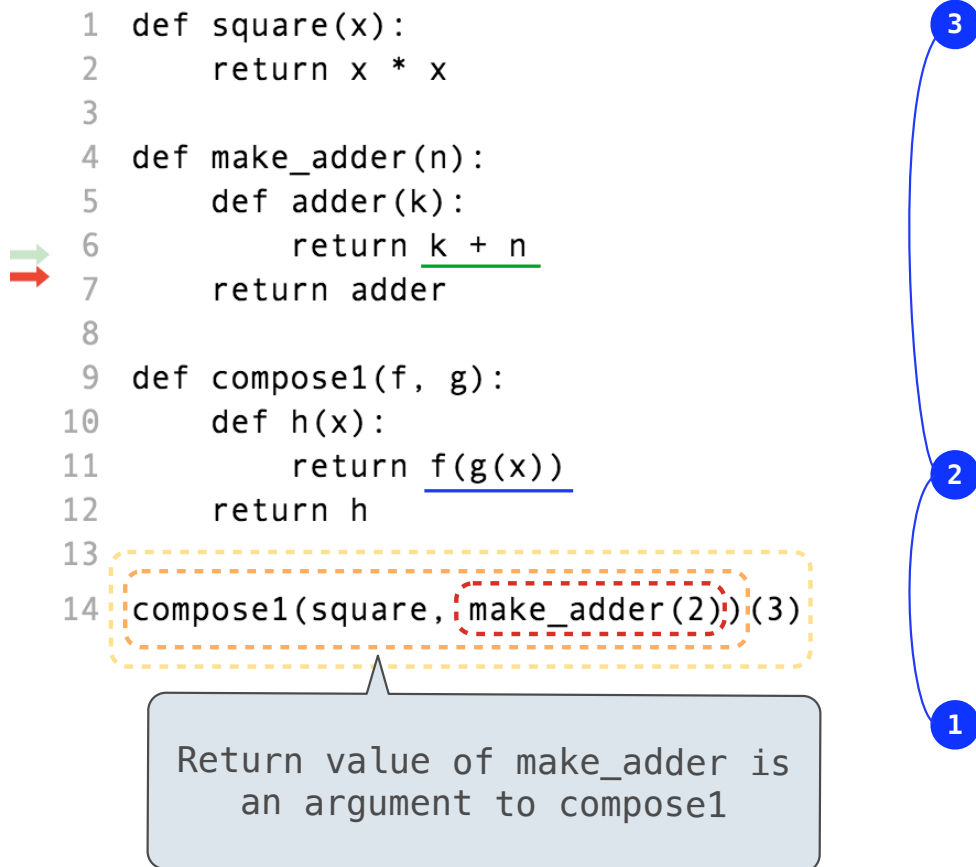 1 def square(x):
2 return x * x
3
4 def make_adder(n):
5 def adder(k):
6 return k + n
7 return adder
8
9 def compose1(f, g):
10 def h(x):
11 return f(g(x))
12 return h
13
14 compose1(square, make_adder(2))(3)
Return value of make_adder is
an argument to compose1
3
2
1